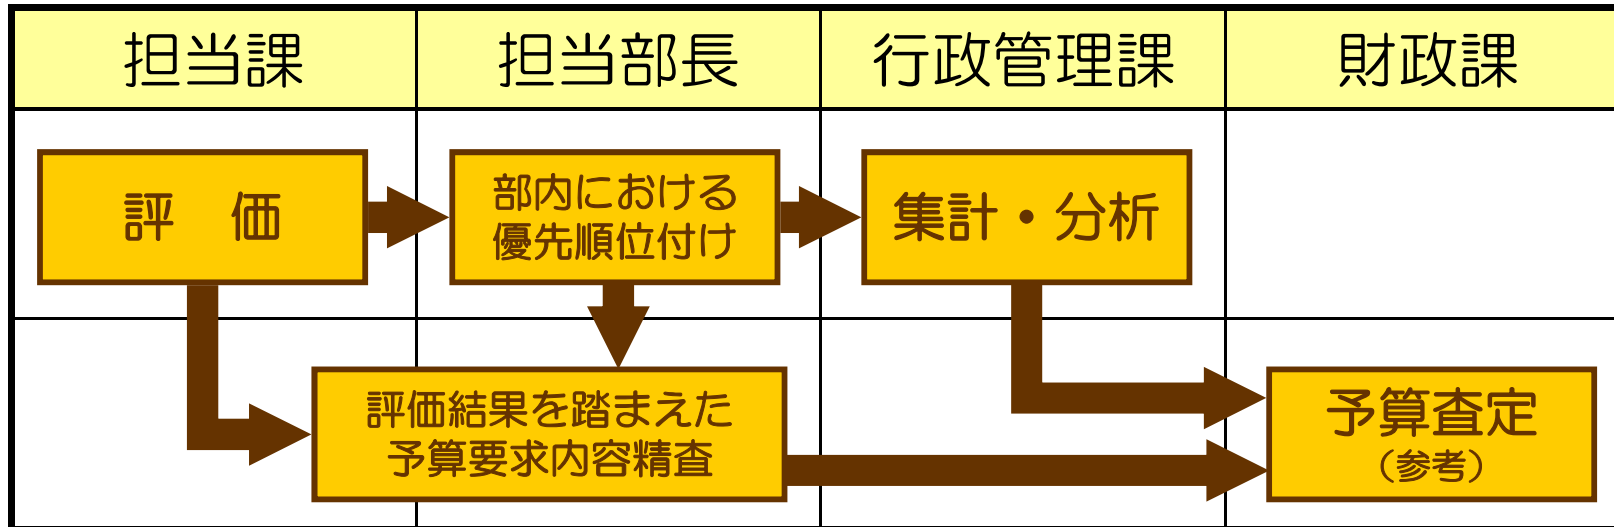 担当課
担当部長
行政管理課
財政課
評　価
部内における
優先順位付け
集計・分析
評価結果を踏まえた
予算要求内容精査
予算査定
（参考）